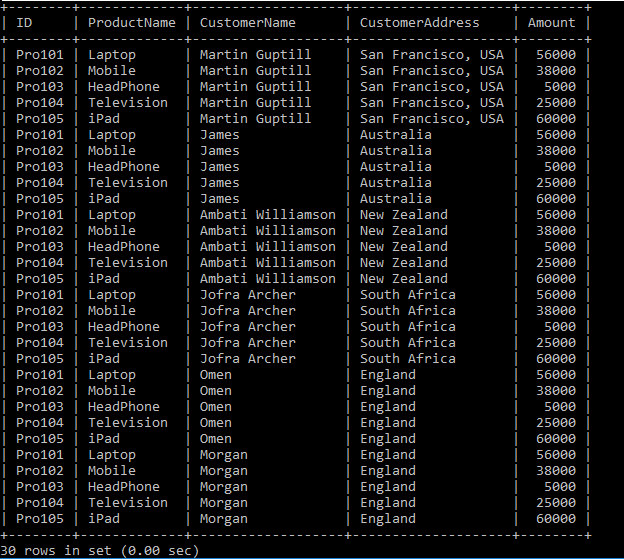 +--------+-------------+-------------------+--------------------+--------+
| ID     | ProductName | CustomerName      | CustomerAddress    | Amount |
+--------+-------------+-------------------+--------------------+--------+
| Pro101 | Laptop      | Martin Guptill    | San Francisco, USA |  56000 |
| Pro102 | Mobile      | Martin Guptill    | San Francisco, USA |  38000 |
| Pro103 | HeadPhone   | Martin Guptill    | San Francisco, USA |   5000 |
| Pro104 | Television  | Martin Guptill    | San Francisco, USA |  25000 |
| Pro105 | iPad        | Martin Guptill    | San Francisco, USA |  60000 |
| Pro101 | Laptop      | James             | Australia          |  56000 |
| Pro102 | Mobile      | James             | Australia          |  38000 |
| Pro103 | HeadPhone   | James             | Australia          |   5000 |
| Pro104 | Television  | James             | Australia          |  25000 |
| Pro105 | iPad        | James             | Australia          |  60000 |
| Pro101 | Laptop      | Ambati Williamson | New Zealand        |  56000 |
| Pro102 | Mobile      | Ambati Williamson | New Zealand        |  38000 |
| Pro103 | HeadPhone   | Ambati Williamson | New Zealand        |   5000 |
| Pro104 | Television  | Ambati Williamson | New Zealand        |  25000 |
| Pro105 | iPad        | Ambati Williamson | New Zealand        |  60000 |
| Pro101 | Laptop      | Jofra Archer      | South Africa       |  56000 |
| Pro102 | Mobile      | Jofra Archer      | South Africa       |  38000 |
| Pro103 | HeadPhone   | Jofra Archer      | South Africa       |   5000 |
| Pro104 | Television  | Jofra Archer      | South Africa       |  25000 |
| Pro105 | iPad        | Jofra Archer      | South Africa       |  60000 |
| Pro101 | Laptop      | Omen              | England            |  56000 |
| Pro102 | Mobile      | Omen              | England            |  38000 |
| Pro103 | HeadPhone   | Omen              | England            |   5000 |
| Pro104 | Television  | Omen              | England            |  25000 |
| Pro105 | iPad        | Omen              | England            |  60000 |
| Pro101 | Laptop      | Morgan            | England            |  56000 |
| Pro102 | Mobile      | Morgan            | England            |  38000 |
| Pro103 | HeadPhone   | Morgan            | England            |   5000 |
| Pro104 | Television  | Morgan            | England            |  25000 |
| Pro105 | iPad        | Morgan            | England            |  60000 |
+--------+-------------+-------------------+--------------------+--------+
30 rows in set (0.00 sec)